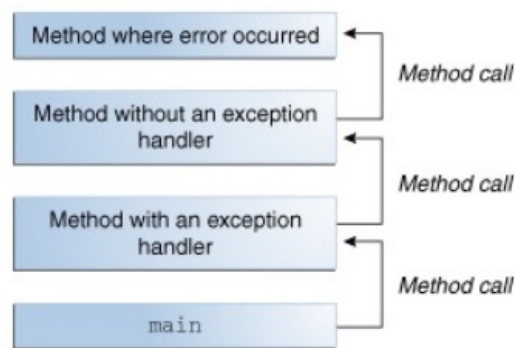 Method where error occurred
Method call
Method without an exception
handler
Method call
Method with an exception
handler
Method call
main